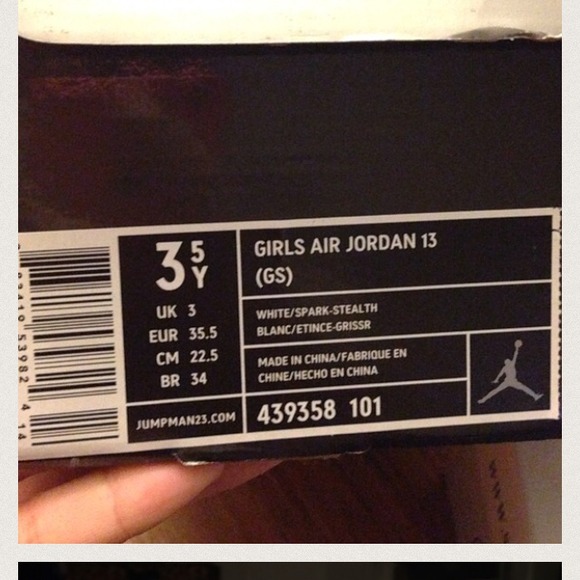 3 5
Y
UK 3
EUR 35.5
CM 22.5
BR 34
JUMPMAN23.COM
GIRLS AIR JORDAN 13
(GS)
WHITE/SPARK-STEALTH
BLANC/ETINCE-GRISSR
MADE IN CHINA/FABRIQUE EN
CHINE/HECHO EN CHINA
439358 101